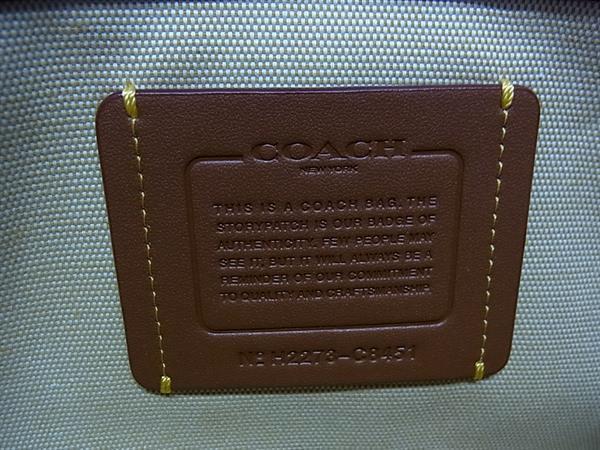 COACH
NEW YORK
THIS IS A COACH BAG. THE
STORYPATCH IS OUR BADGE OF
AUTHENTICITY. FEW PEOPLE MAY
SEE IT, BUT IT WILL ALWAYS BE A
REMINDER OF OUR COMMITMENT
TO QUALITY AND CRAFTSMANSHIP.
Nº H2273-C8451